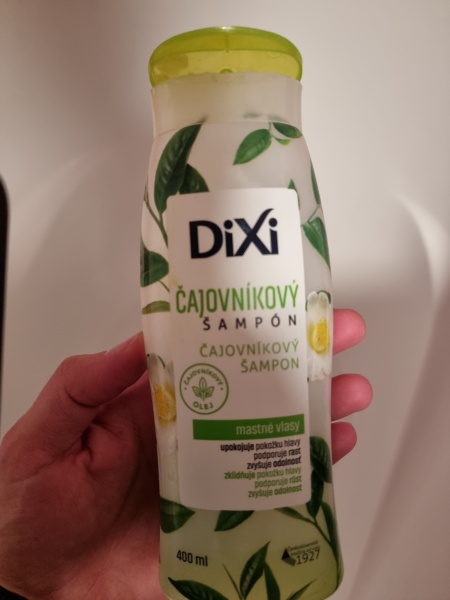 DiXi
ČAJOVNÍKOVÝ
ŠAMPÓN
ČAJOVNÍKOVÝ
ŠAMPON
ČAJOVNÍKOVÝ
OLEJ
mastné vlasy
upokojuje pokožku hlavy
podporuje rast
zvyšuje odolnosť
zklidňuje pokožku hlavy
podporuje růst
zvyšuje odolnost
400 ml
1927